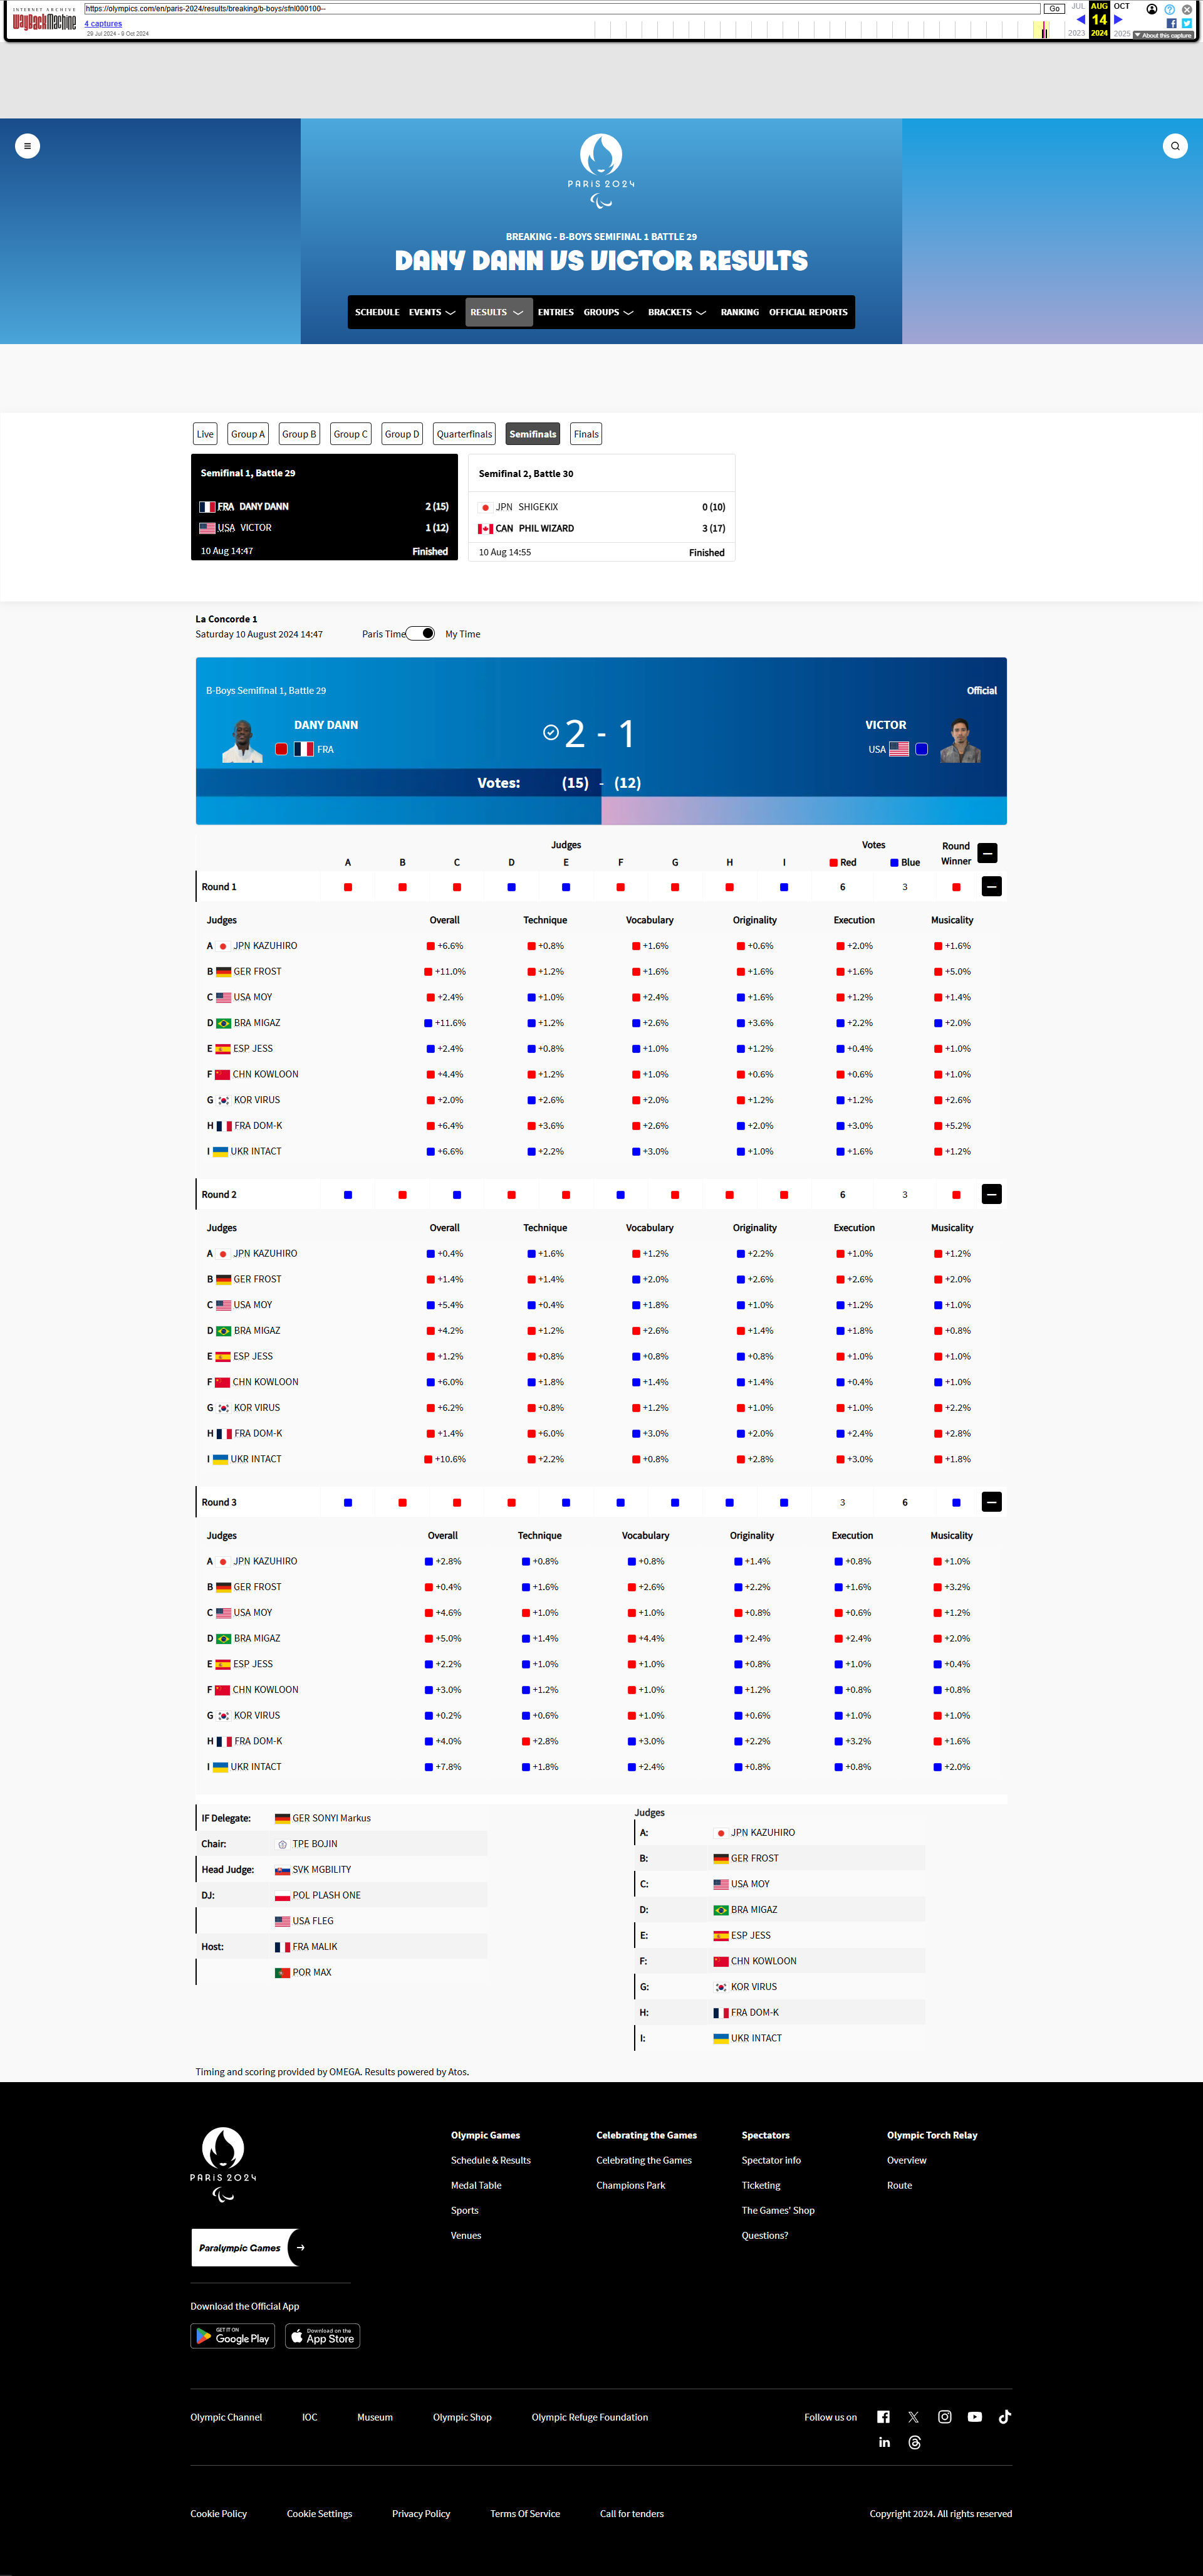 INTERNET ARCHIVE
WayBackMachine
https://olympics.com/en/paris-2024/results/breaking/b-boys/sfnl000100--
Go
JUL AUG OCT
4 captures
14
29 Jul 2024 - 9 Oct 2024
2023 2024 2025
About this capture
PARIS 2024
BREAKING - B-BOYS SEMIFINAL 1 BATTLE 29
DANY DANN VS VICTOR RESULTS
SCHEDULE EVENTS RESULTS ENTRIES GROUPS BRACKETS RANKING OFFICIAL REPORTS
Live Group A Group B Group C Group D Quarterfinals Semifinals Finals
Semifinal 1, Battle 29
FRA DANY DANN 2 (15)
USA VICTOR 1 (12)
10 Aug 14:47 Finished
Semifinal 2, Battle 30
JPN SHIGEKIX 0 (10)
CAN PHIL WIZARD 3 (17)
10 Aug 14:55 Finished
La Concorde 1
Saturday 10 August 2024 14:47 Paris Time My Time
B-Boys Semifinal 1, Battle 29 Official
DANY DANN 2 - 1 VICTOR
FRA USA
Votes: (15) - (12)
Judges Votes Round Winner
A B C D E F G H I Red Blue
Round 1 6 3
Judges Overall Technique Vocabulary Originality Execution Musicality
A JPN KAZUHIRO +6.6% +0.8% +1.6% +0.6% +2.0% +1.6%
B GER FROST +11.0% +1.2% +1.6% +1.6% +1.6% +5.0%
C USA MOY +2.4% +1.0% +2.4% +1.6% +1.2% +1.4%
D BRA MIGAZ +11.6% +1.2% +2.6% +3.6% +2.2% +2.0%
E ESP JESS +2.4% +0.8% +1.0% +1.2% +0.4% +1.0%
F CHN KOWLOON +4.4% +1.2% +1.0% +0.6% +0.6% +1.0%
G KOR VIRUS +2.0% +2.6% +2.0% +1.2% +1.2% +2.6%
H FRA DOM-K +6.4% +3.6% +2.6% +2.0% +3.0% +5.2%
I UKR INTACT +6.6% +2.2% +3.0% +1.0% +1.6% +1.2%
Round 2 6 3
Judges Overall Technique Vocabulary Originality Execution Musicality
A JPN KAZUHIRO +0.4% +1.6% +1.2% +2.2% +1.0% +1.2%
B GER FROST +1.4% +1.4% +2.0% +2.6% +2.6% +2.0%
C USA MOY +5.4% +0.4% +1.8% +1.0% +1.2% +1.0%
D BRA MIGAZ +4.2% +1.2% +2.6% +1.4% +1.8% +0.8%
E ESP JESS +1.2% +0.8% +0.8% +0.8% +1.0% +1.0%
F CHN KOWLOON +6.0% +1.8% +1.4% +1.4% +0.4% +1.0%
G KOR VIRUS +6.2% +0.8% +1.2% +1.0% +1.0% +2.2%
H FRA DOM-K +1.4% +6.0% +3.0% +2.0% +2.4% +2.8%
I UKR INTACT +10.6% +2.2% +0.8% +2.8% +3.0% +1.8%
Round 3 3 6
Judges Overall Technique Vocabulary Originality Execution Musicality
A JPN KAZUHIRO +2.8% +0.8% +0.8% +1.4% +0.8% +1.0%
B GER FROST +0.4% +1.6% +2.6% +2.2% +1.6% +3.2%
C USA MOY +4.6% +1.0% +1.0% +0.8% +0.6% +1.2%
D BRA MIGAZ +5.0% +1.4% +4.4% +2.4% +2.4% +2.0%
E ESP JESS +2.2% +1.0% +1.0% +0.8% +1.0% +0.4%
F CHN KOWLOON +3.0% +1.2% +1.0% +1.2% +0.8% +0.8%
G KOR VIRUS +0.2% +0.6% +1.0% +0.6% +1.0% +1.0%
H FRA DOM-K +4.0% +2.8% +3.0% +2.2% +3.2% +1.6%
I UKR INTACT +7.8% +1.8% +2.4% +0.8% +0.8% +2.0%
IF Delegate: GER SONYI Markus
Chair: TPE BOJIN
Head Judge: SVK MGBILITY
DJ: POL PLASH ONE
USA FLEG
Host: FRA MALIK
POR MAX
Judges
A: JPN KAZUHIRO
B: GER FROST
C: USA MOY
D: BRA MIGAZ
E: ESP JESS
F: CHN KOWLOON
G: KOR VIRUS
H: FRA DOM-K
I: UKR INTACT
Timing and scoring provided by OMEGA. Results powered by Atos.
PARIS 2024
Paralympic Games
Olympic Games
Schedule & Results
Medal Table
Sports
Venues
Celebrating the Games
Celebrating the Games
Champions Park
Spectators
Spectator info
Ticketing
The Games' Shop
Questions?
Olympic Torch Relay
Overview
Route
Download the Official App
GET IT ON Google Play
Download on the App Store
Olympic Channel IOC Museum Olympic Shop Olympic Refuge Foundation Follow us on
Cookie Policy Cookie Settings Privacy Policy Terms Of Service Call for tenders Copyright 2024. All rights reserved